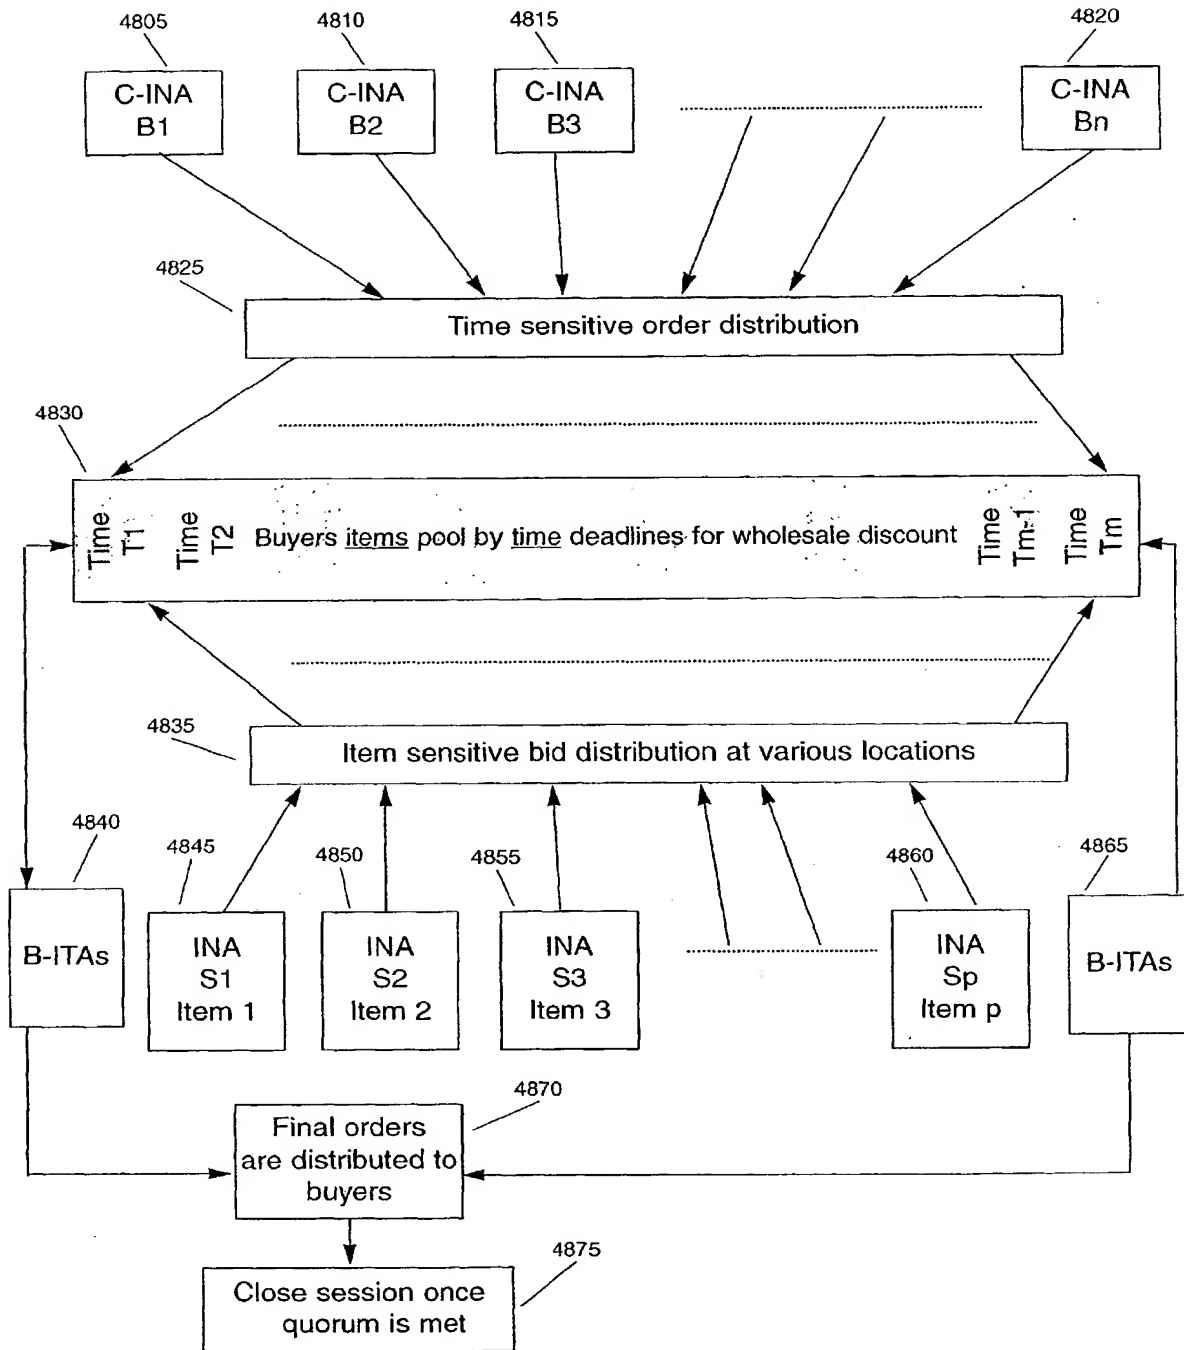 4805
4810
4815
4820
C-INA
B1
C-INA
B2
C-INA
B3
C-INA
Bn
4825
Time sensitive order distribution
4830
Time
T1
Time
T2
Buyers items pool by time deadlines for wholesale discount
Time
Tm-1
Time
Tm
4835
Item sensitive bid distribution at various locations
4840
4845
4850
4855
4860
4865
B-ITAs
INA
S1
Item 1
INA
S2
Item 2
INA
S3
Item 3
INA
Sp
Item p
B-ITAs
4870
Final orders
are distributed to
buyers
4875
Close session once
quorum is met